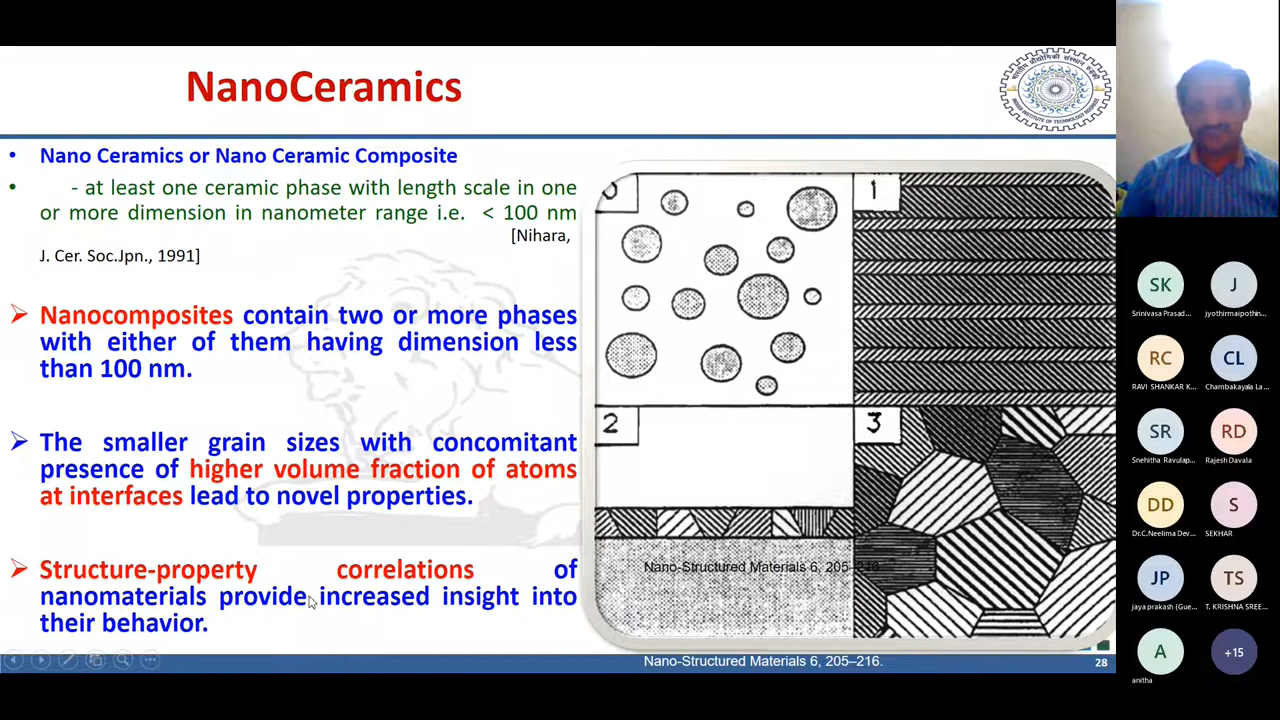 NanoCeramics
• Nano Ceramics or Nano Ceramic Composite
• - at least one ceramic phase with length scale in one
or more dimension in nanometer range i.e. < 100 nm
[Nihara,
J. Cer. Soc.Jpn., 1991]
➢ Nanocomposites contain two or more phases
with either of them having dimension less
than 100 nm.
➢ The smaller grain sizes with concomitant
presence of higher volume fraction of atoms
at interfaces lead to novel properties.
➢ Structure-property correlations of
nanomaterials provide increased insight into
their behavior.
1
2
3
Nano-Structured Materials 6, 205–
Nano-Structured Materials 6, 205–216.
28
SK
Srinivasa Prasad...
J
jyothirmaipothin...
RC
RAVI SHANKAR K...
CL
Chambakayala La...
SR
Snehitha Ravulap...
RD
Rajesh Davala
DD
Dr.C.Neelima Dev...
S
SEKHAR
JP
jaya prakash (Gue...
TS
T. KRISHNA SREE...
A
anitha
+15